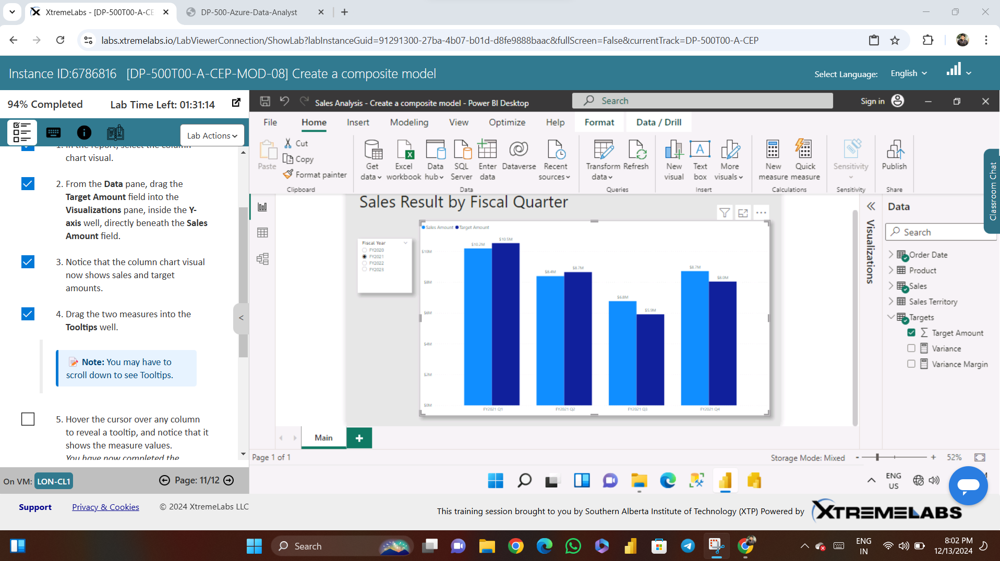 XtremeLabs - [DP-500T00-A-CE
DP-500-Azure-Data-Analyst
labs.xtremelabs.io/LabViewerConnection/ShowLab?labInstanceGuid=91291300-27ba-4b07-b01d-d8fe9888baac&fullScreen=False&currentTrack=DP-500T00-A-CEP
Instance ID:6786816 [DP-500T00-A-CEP-MOD-08] Create a composite model
Select Language: English
94% Completed
Lab Time Left: 01:31:14
Lab Actions
1. In the report, select the column
chart visual.
2. From the Data pane, drag the
Target Amount field into the
Visualizations pane, inside the Y-
axis well, directly beneath the Sales
Amount field.
3. Notice that the column chart visual
now shows sales and target
amounts.
4. Drag the two measures into the
Tooltips well.
Note: You may have to
scroll down to see Tooltips.
5. Hover the cursor over any column
to reveal a tooltip, and notice that it
shows the measure values.
You have now completed the
On VM: LON-CL1
Page: 11/12
<
Sales Analysis - Create a composite model - Power BI Desktop
Search
Sign in
File Home Insert Modeling View Optimize Help Format Data / Drill
Paste
Cut
Copy
Format painter
Clipboard
Get data
Excel workbook
Data hub
SQL Server
Enter data
Dataverse
Recent sources
Data
Transform data
Refresh
Queries
New visual
Text box
More visuals
Insert
New measure
Quick measure
Calculations
Sensitivity
Sensitivity
Publish
Share
Sales Result by Fiscal Quarter
Sales Amount Target Amount
Fiscal Year
FY2020
FY2021
FY2022
FY2023
$10M
$8M
$6M
$4M
$2M
$0M
$10.2M
$10.5M
$8.4M
$8.7M
$6.8M
$5.9M
$8.7M
$8.0M
FY2021 Q1
FY2021 Q2
FY2021 Q3
FY2021 Q4
Visualizations
Data
Search
Order Date
Product
Sales
Sales Territory
Targets
Target Amount
Variance
Variance Margin
Classroom Chat
Main
Page 1 of 1
Storage Mode: Mixed
- + 52%
ENG
US
Support
Privacy & Cookies
© 2024 XtremeLabs LLC
This training session brought to you by Southern Alberta Institute of Technology (XTP) Powered by
XTREMELABS
Search
ENG
IN
8:02 PM
12/13/2024